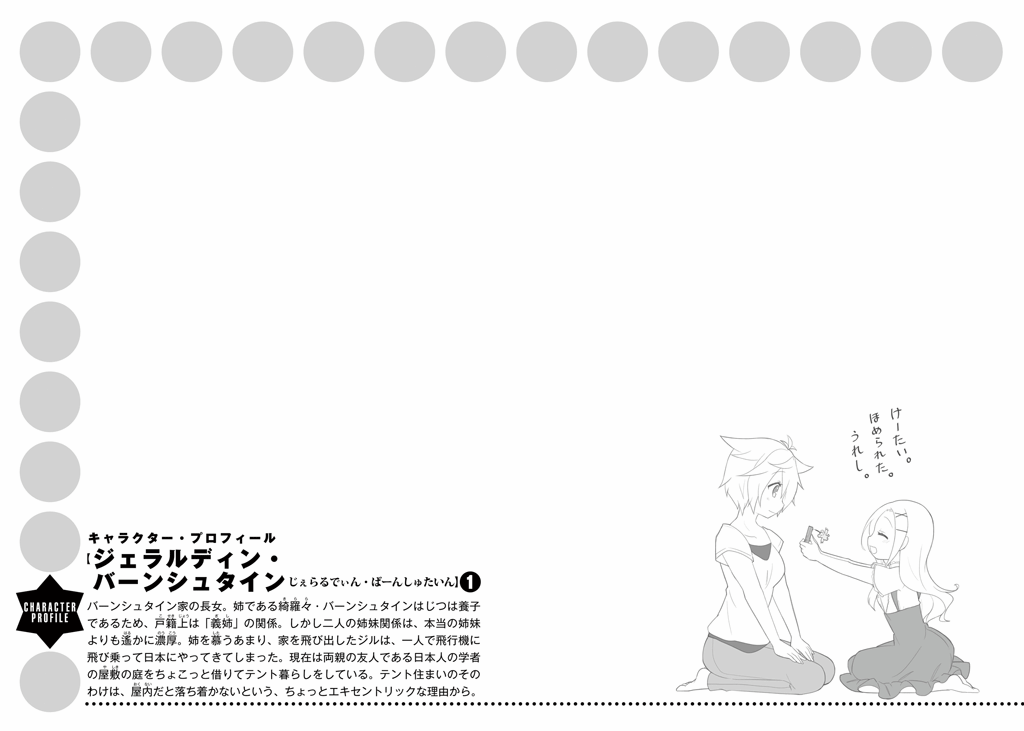 けーたい。
ほめられた。
うれし。
キャラクター・プロフィール
【ジェラルディン・
バーンシュタイン じぇらるでぃん・ばーんしゅたいん】❶
CHARACTER
PROFILE
バーンシュタイン家の長女。姉である綺羅々・バーンシュタインはじつは養子
であるため、戸籍上は「義姉」の関係。しかし二人の姉妹関係は、本当の姉妹
よりも遙かに濃厚。姉を慕うあまり、家を飛び出したジルは、一人で飛行機に
飛び乗って日本にやってきてしまった。現在は両親の友人である日本人の学者
の屋敷の庭をちょこっと借りてテント暮らしをしている。テント住まいのその
わけは、屋内だと落ち着かないという、ちょっとエキセントリックな理由から。